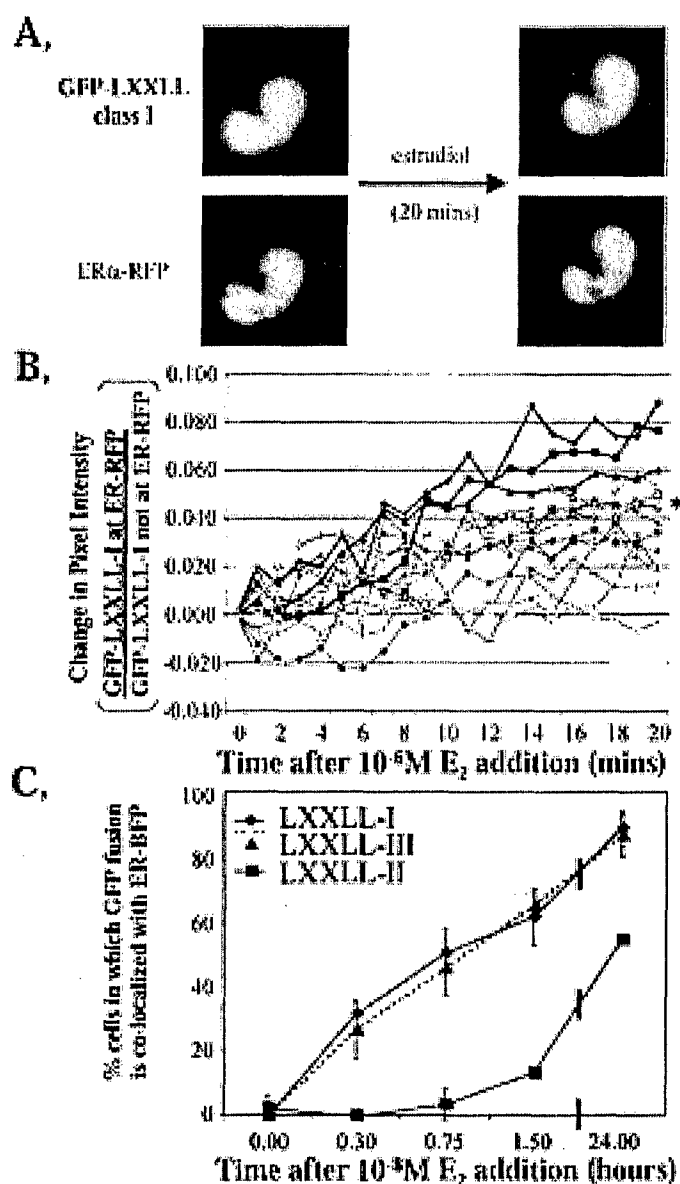 A,
GFP-LXXLL
class I
estradiol
(20 mins)
ERα-RFP
B,
Change in Pixel Intensity
GFP-LXXLL-I at ER-RFP
GFP-LXXLL-I not at ER-RFP
0.100
0.080
0.060
0.040
0.020
0.000
-0.020
-0.040
*
0 2 4 6 8 10 12 14 16 18 20
Time after 10-6M E2 addition (mins)
C,
% cells in which GFP fusion
is co-localized with ER-BFP
100
80
60
40
20
0
LXXLL-I
LXXLL-III
LXXLL-II
0.00 0.30 0.75 1.50 24.00
Time after 10-8M E2 addition (hours)